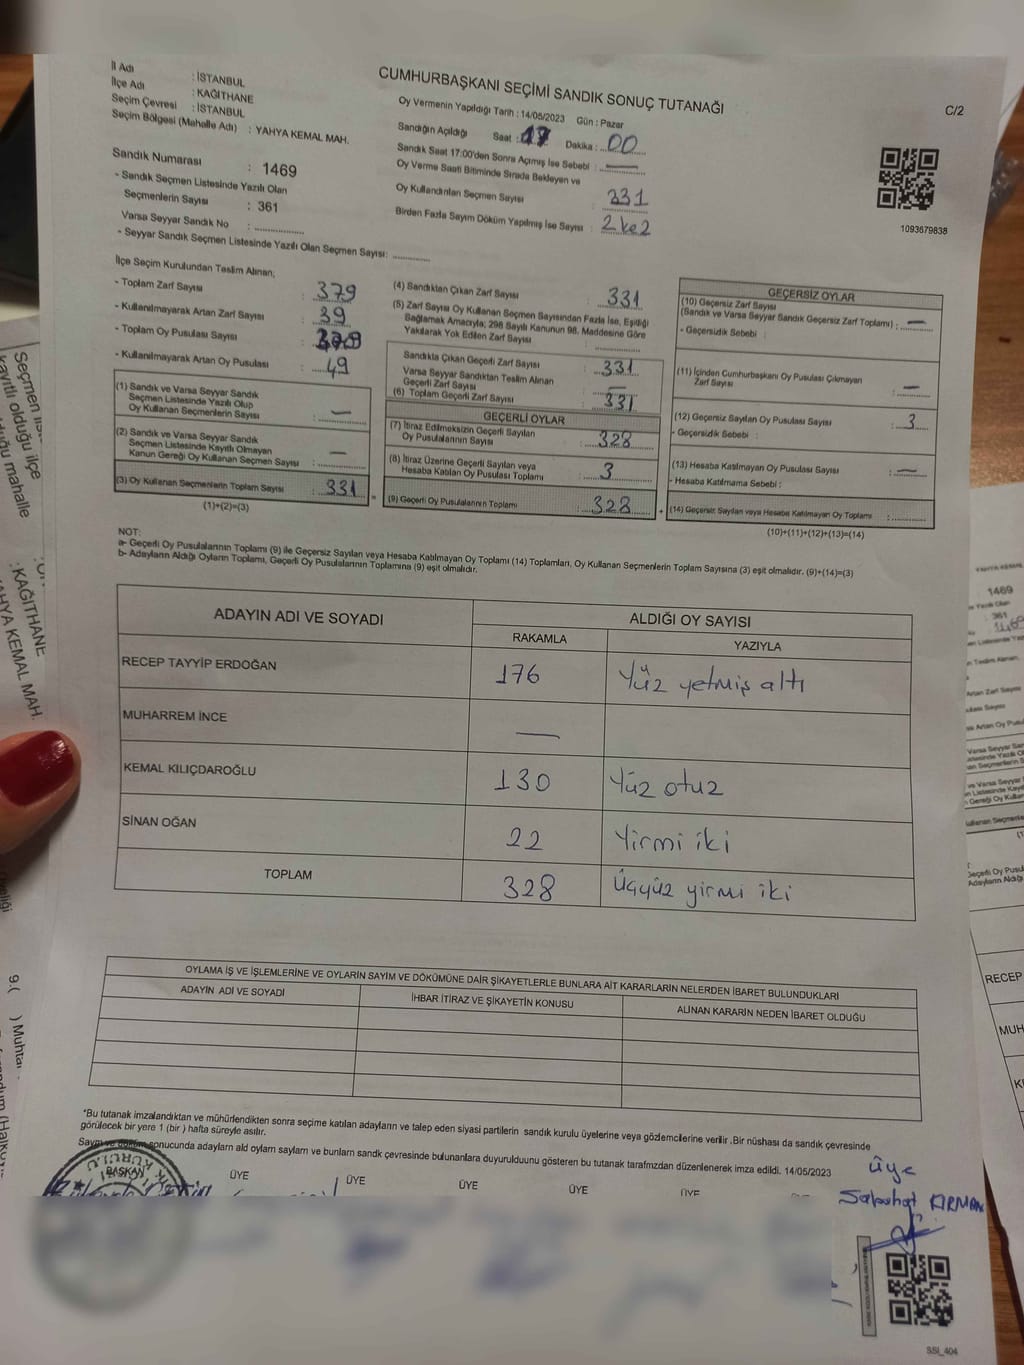 CUMHURBAŞKANI SEÇİMİ SANDIK SONUÇ TUTANAĞI
C/2
İl Adı : İSTANBUL
İlçe Adı : KAĞITHANE
Seçim Çevresi : İSTANBUL
Seçim Bölgesi (Mahalle Adı) : YAHYA KEMAL MAH.
Sandık Numarası : 1469
- Sandık Seçmen Listesinde Yazılı Olan
Seçmenlerin Sayısı : 361
Varsa Seyyar Sandık No : ................
- Seyyar Sandık Seçmen Listesinde Yazılı Olan Seçmen Sayısı: ............
Oy Vermenin Yapıldığı Tarih : 14/05/2023 Gün : Pazar
Sandığın Açıldığı Saat : 17 Dakika : 00
Sandık Saat 17:00'den Sonra Açılmış İse Sebebi : —
Oy Verme Saati Bitiminde Sırada Bekleyen ve
Oy Kullandırılan Seçmen Sayısı : 331
Birden Fazla Sayım Döküm Yapılmış İse Sayısı : 2 ke2
1093679838
İlçe Seçim Kurulundan Teslim Alınan;
- Toplam Zarf Sayısı : 379
- Kullanılmayarak Artan Zarf Sayısı : 39
- Toplam Oy Pusulası Sayısı :
- Kullanılmayarak Artan Oy Pusulası : 49
(1) Sandık ve Varsa Seyyar Sandık
Seçmen Listesinde Yazılı Olup
Oy Kullanan Seçmenlerin Sayısı : —
(2) Sandık ve Varsa Seyyar Sandık
Seçmen Listesinde Kayıtlı Olmayan
Kanun Gereği Oy Kullanan Seçmen Sayısı : —
(3) Oy Kullanan Seçmenlerin Toplam Sayısı : 331
(1)+(2)=(3)
(4) Sandıktan Çıkan Zarf Sayısı : 331
(5) Zarf Sayısı Oy Kullanan Seçmen Sayısından Fazla İse, Eşitliği
Sağlamak Amacıyla; 298 Sayılı Kanunun 98. Maddesine Göre
Yakılarak Yok Edilen Zarf Sayısı : ............
Sandıkta Çıkan Geçerli Zarf Sayısı : 331
Varsa Seyyar Sandıktan Teslim Alınan
Geçerli Zarf Sayısı : —
(6) Toplam Geçerli Zarf Sayısı : 331
GEÇERLİ OYLAR
(7) İtiraz Edilmeksizin Geçerli Sayılan
Oy Pusulalarının Sayısı : 328
(8) İtiraz Üzerine Geçerli Sayılan veya
Hesaba Katılan Oy Pusulası Toplamı : 3
(9) Geçerli Oy Pusulalarının Toplamı : 328
GEÇERSİZ OYLAR
(10) Geçersiz Zarf Sayısı
(Sandık ve Varsa Seyyar Sandık Geçersiz Zarf Toplamı) : —
- Geçersizlik Sebebi :
(11) İçinden Cumhurbaşkanı Oy Pusulası Çıkmayan
Zarf Sayısı : —
(12) Geçersiz Sayılan Oy Pusulası Sayısı : 3
- Geçersizlik Sebebi :
(13) Hesaba Katılmayan Oy Pusulası Sayısı : —
- Hesaba Katılmama Sebebi :
(14) Geçersiz Sayılan veya Hesaba Katılmayan Oy Toplamı : ............
(10)+(11)+(12)+(13)=(14)
NOT:
a- Geçerli Oy Pusulalarının Toplamı (9) ile Geçersiz Sayılan veya Hesaba Katılmayan Oy Toplamı (14) Toplamları, Oy Kullanan Seçmenlerin Toplam Sayısına (3) eşit olmalıdır. (9)+(14)=(3)
b- Adayların Aldığı Oyların Toplamı, Geçerli Oy Pusulalarının Toplamına (9) eşit olmalıdır.
ADAYIN ADI VE SOYADI ALDIĞI OY SAYISI
RAKAMLA YAZIYLA
RECEP TAYYİP ERDOĞAN 176 Yüz yetmiş altı
MUHARREM İNCE —
KEMAL KILIÇDAROĞLU 130 Yüz otuz
SİNAN OĞAN 22 Yirmi iki
TOPLAM 328 Üçyüz yirmi iki
OYLAMA İŞ VE İŞLEMLERİNE VE OYLARIN SAYIM VE DÖKÜMÜNE DAİR ŞİKAYETLERLE BUNLARA AİT KARARLARIN NELERDEN İBARET BULUNDUKLARI
ADAYIN ADI VE SOYADI İHBAR İTİRAZ VE ŞİKAYETİN KONUSU ALINAN KARARIN NEDEN İBARET OLDUĞU
*Bu tutanak imzalandıktan ve mühürlendikten sonra seçime katılan adayların ve talep eden siyasi partilerin sandık kurulu üyelerine veya gözlemcilerine verilir .Bir nüshası da sandık çevresinde
görülecek bir yere 1 (bir ) hafta süreyle asılır.
Sayım ve döküm sonucunda adayların ald oyların sayları ve bunların sandk çevresinde bulunanlara duyurulduunu gösteren bu tutanak tarafmzdan düzenlenerek imza edildi. 14/05/2023
BAŞKAN ÜYE ÜYE ÜYE ÜYE ÜYE
üye
Sabahat KIRMAN
SSI_404
Seçmen
kayıtlı olduğu ilçe
olduğu mahalle
: KAĞITHANE
YAHYA KEMAL MAH.
9.( ) Muhtar
1469
361
RECEP
MUH